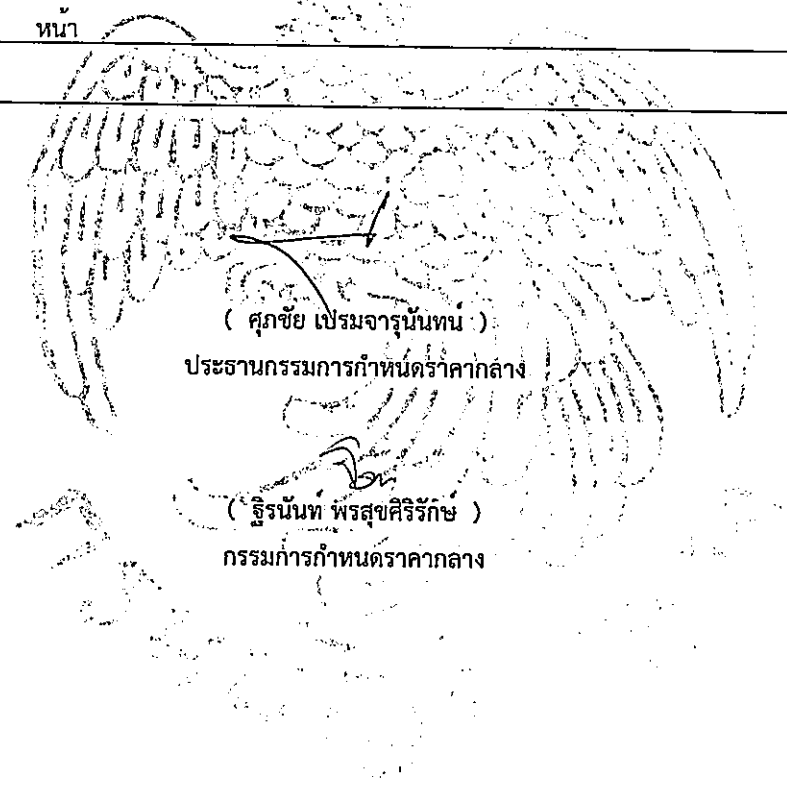 หน้า
( ศุภชัย เปรมจารุนันทน์ )
ประธานกรรมการกำหนดราคากลาง
( ฐิรนันท์ พรสุขศิริรักษ์ )
กรรมการกำหนดราคากลาง